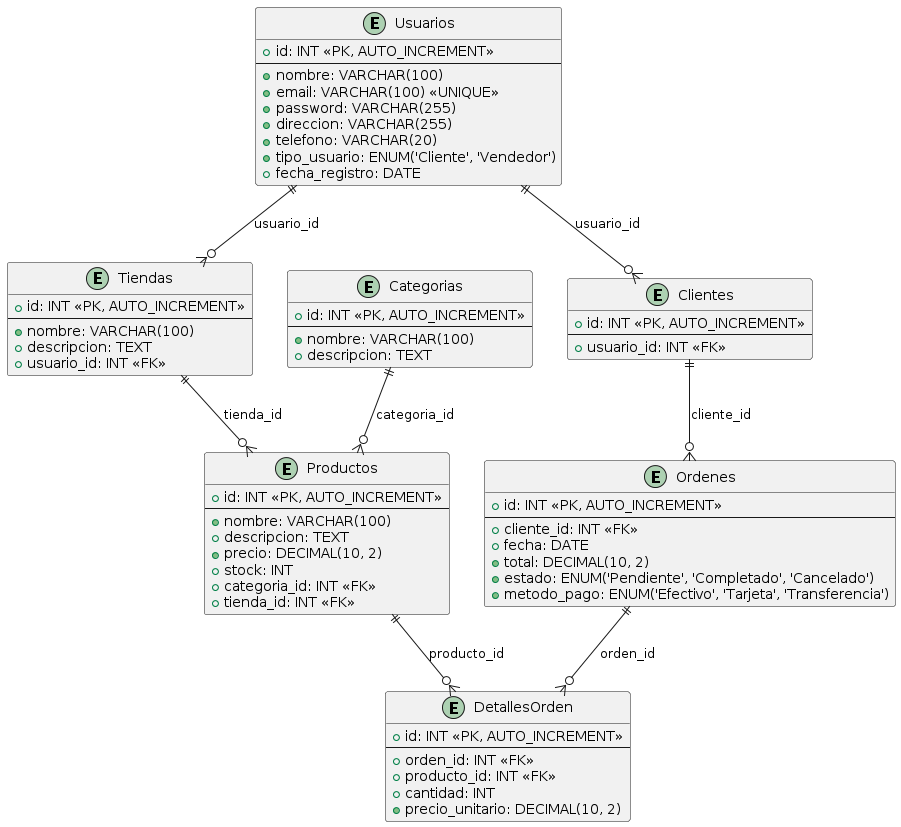 E Usuarios
id: INT «PK, AUTO_INCREMENT»
nombre: VARCHAR(100)
email: VARCHAR(100) «UNIQUE»
password: VARCHAR(255)
direccion: VARCHAR(255)
telefono: VARCHAR(20)
tipo_usuario: ENUM('Cliente', 'Vendedor')
fecha_registro: DATE
usuario_id
usuario_id
E Tiendas
id: INT «PK, AUTO_INCREMENT»
nombre: VARCHAR(100)
descripcion: TEXT
usuario_id: INT «FK»
E Categorias
id: INT «PK, AUTO_INCREMENT»
nombre: VARCHAR(100)
descripcion: TEXT
E Clientes
id: INT «PK, AUTO_INCREMENT»
usuario_id: INT «FK»
tienda_id
categoria_id
cliente_id
E Productos
id: INT «PK, AUTO_INCREMENT»
nombre: VARCHAR(100)
descripcion: TEXT
precio: DECIMAL(10, 2)
stock: INT
categoria_id: INT «FK»
tienda_id: INT «FK»
E Ordenes
id: INT «PK, AUTO_INCREMENT»
cliente_id: INT «FK»
fecha: DATE
total: DECIMAL(10, 2)
estado: ENUM('Pendiente', 'Completado', 'Cancelado')
metodo_pago: ENUM('Efectivo', 'Tarjeta', 'Transferencia')
producto_id
orden_id
E DetallesOrden
id: INT «PK, AUTO_INCREMENT»
orden_id: INT «FK»
producto_id: INT «FK»
cantidad: INT
precio_unitario: DECIMAL(10, 2)